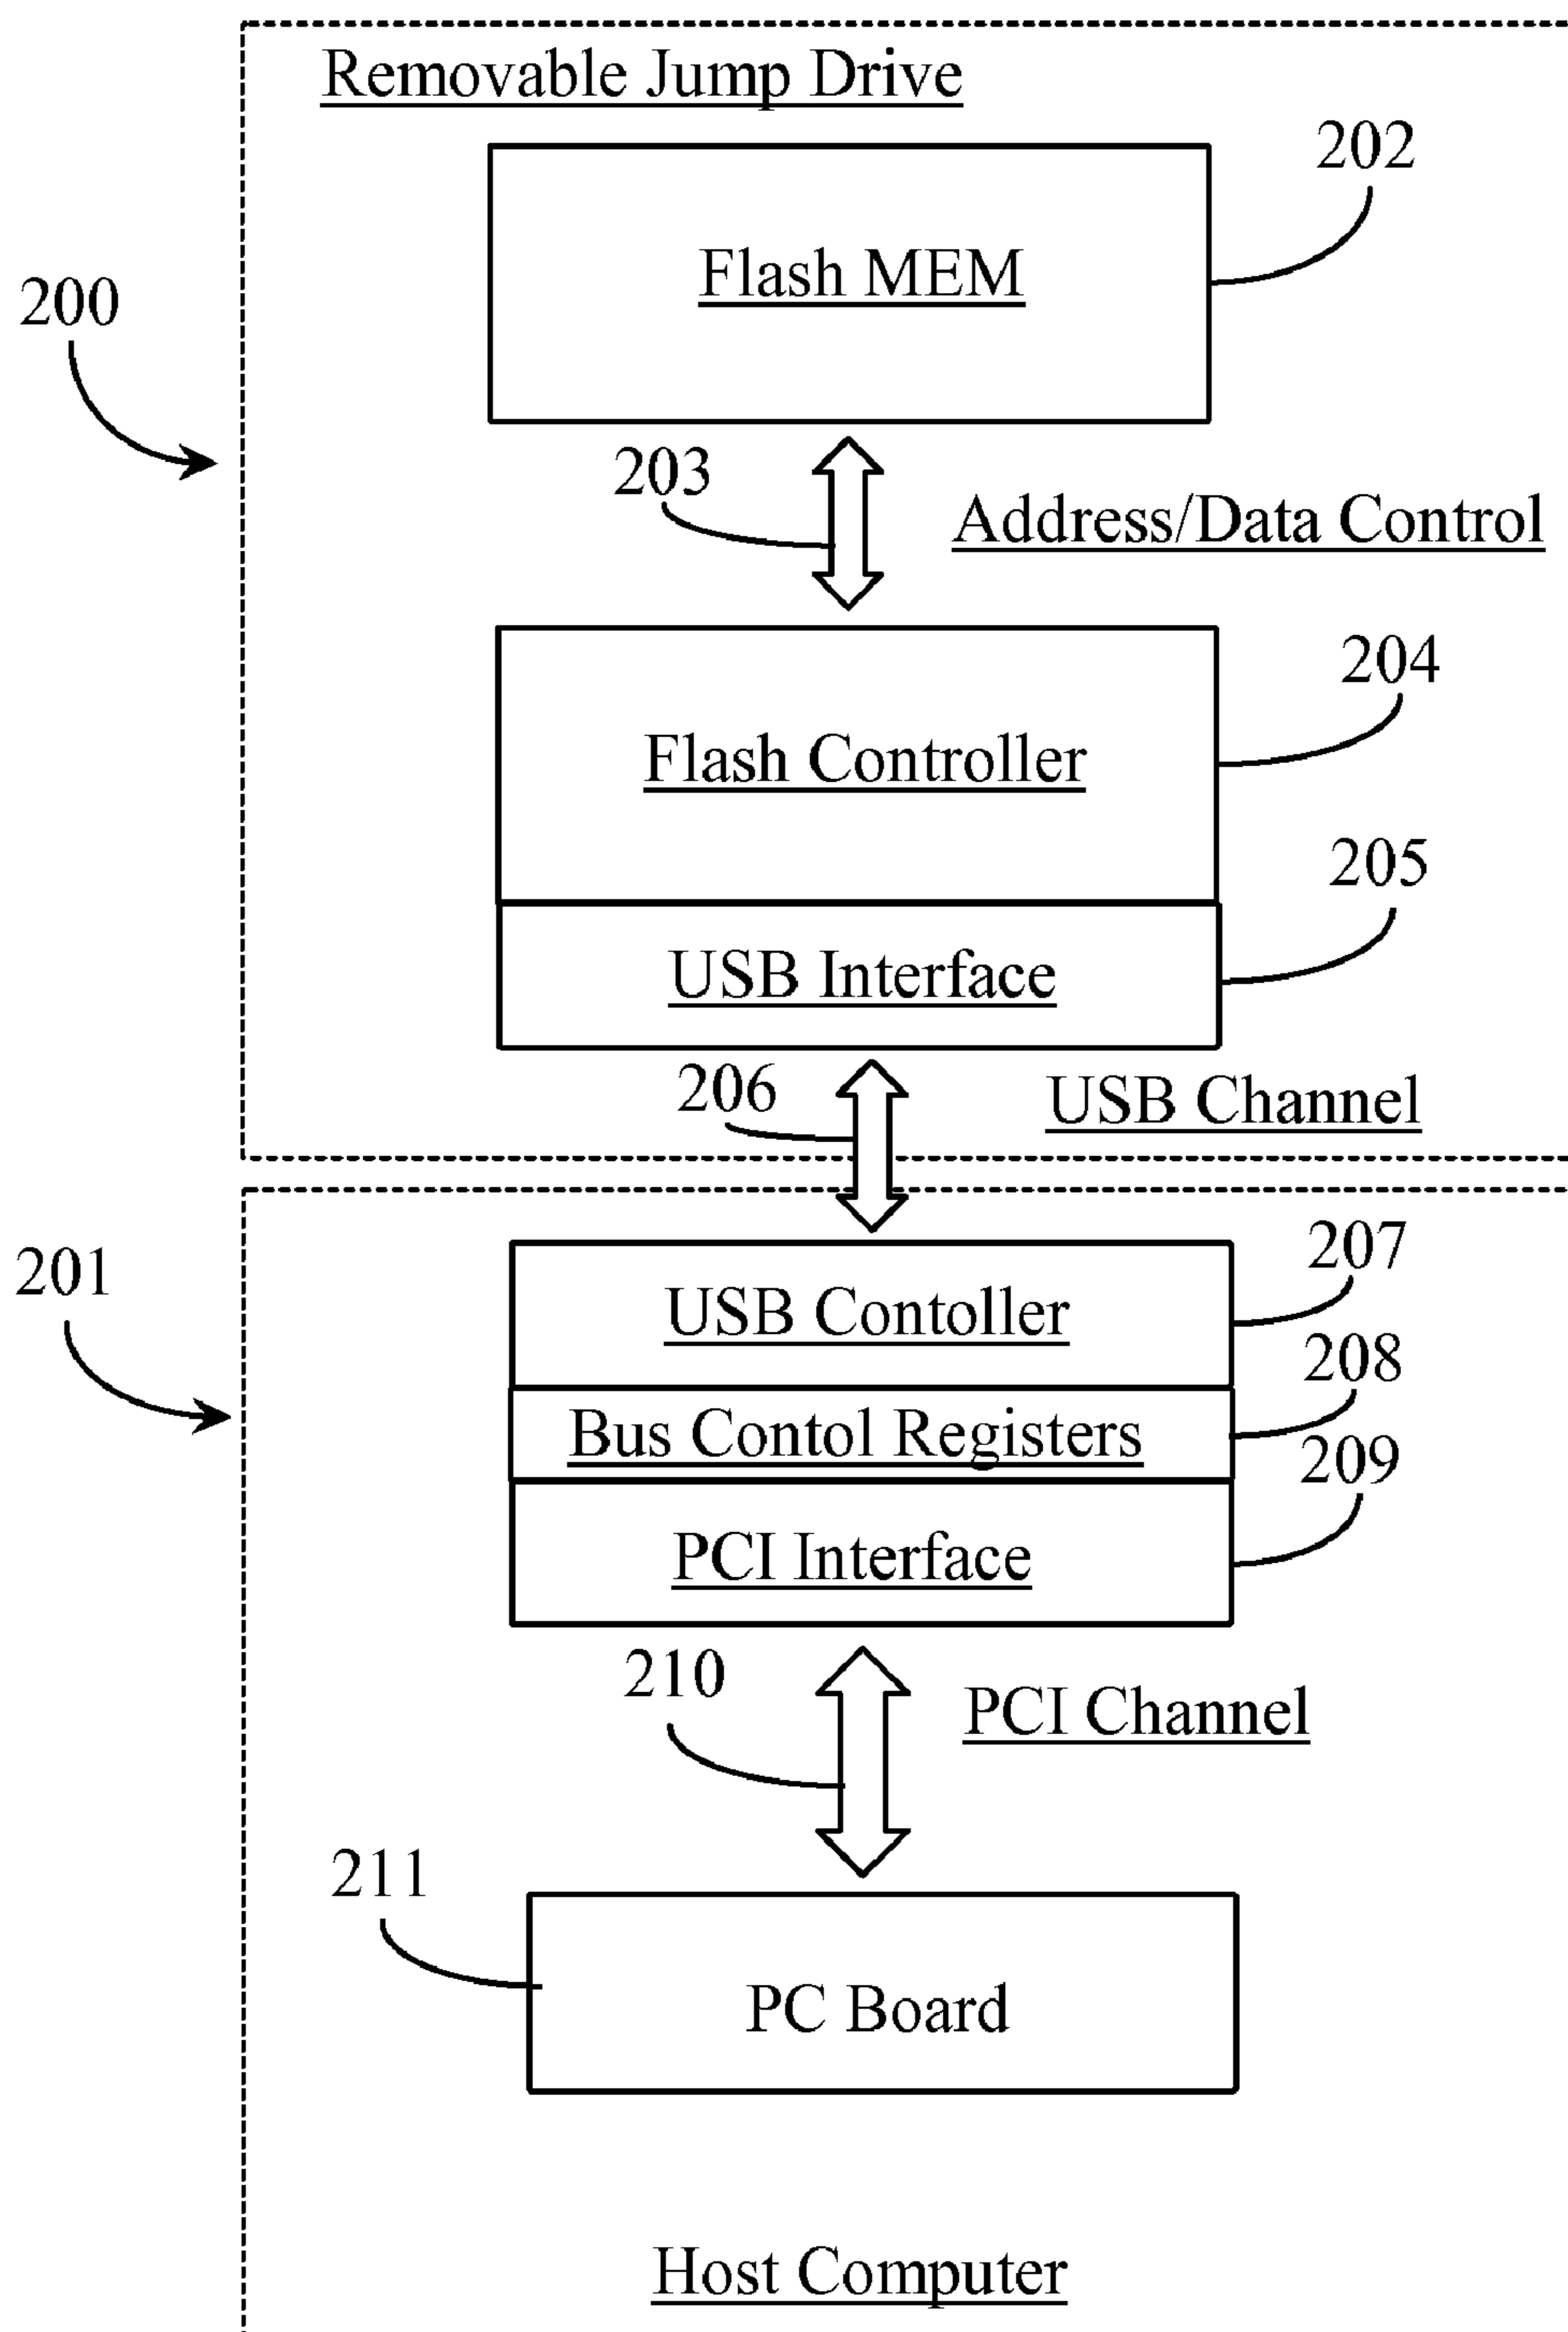 Removable Jump Drive
202
Flash MEM
200
203
Address/Data Control
204
Flash Controller
205
USB Interface
206
USB Channel
201
207
USB Contoller
208
Bus Contol Registers
209
PCI Interface
210
PCI Channel
211
PC Board
Host Computer